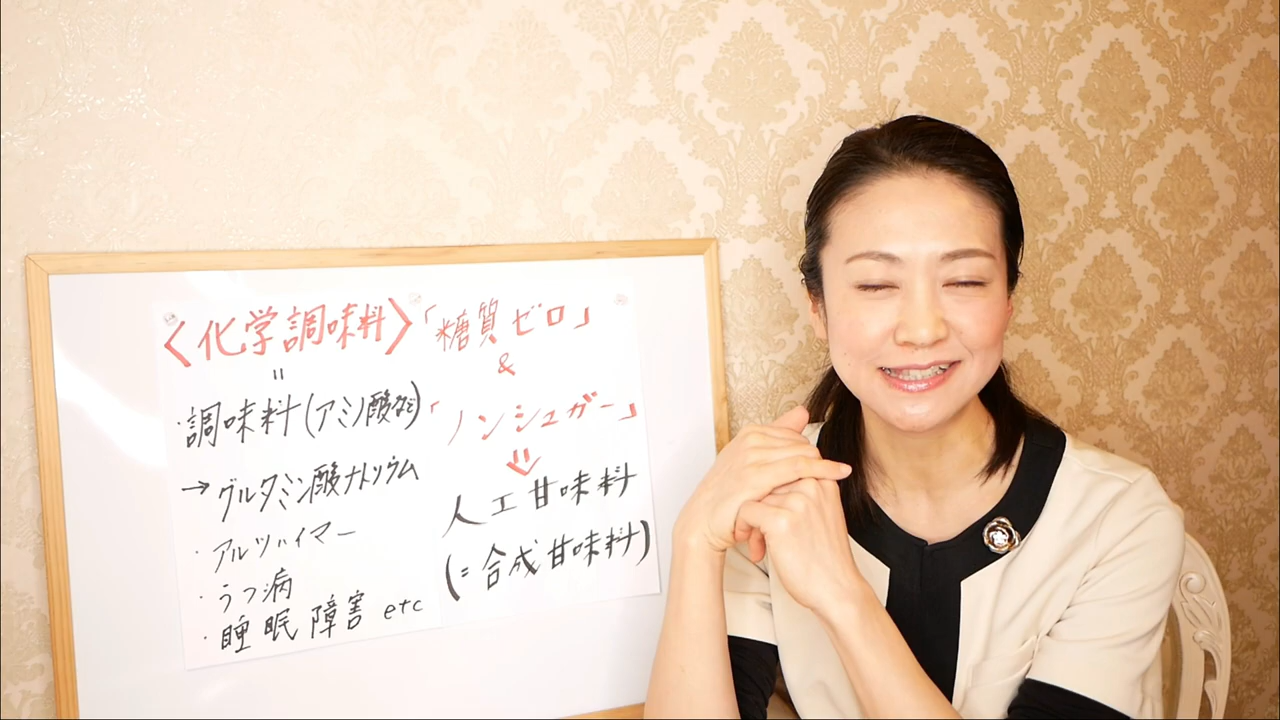 〈化学調味料〉
〃
・調味料(アミノ酸など)
→グルタミン酸ナトリウム
・アルツハイマー
・うつ病
・睡眠障害 etc
「糖質ゼロ」
&
「ノンシュガー」
⇓
人工甘味料
(=合成甘味料)